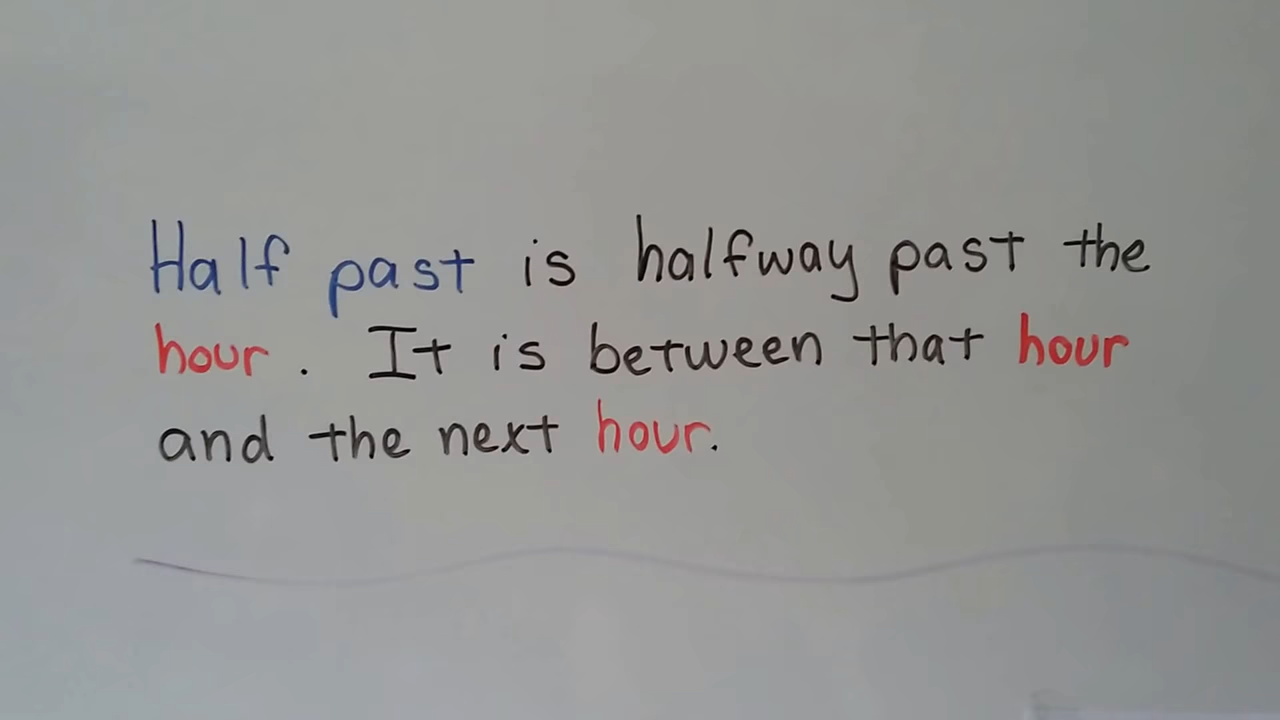 Half past is halfway past the
hour. It is between that hour
and the next hour.